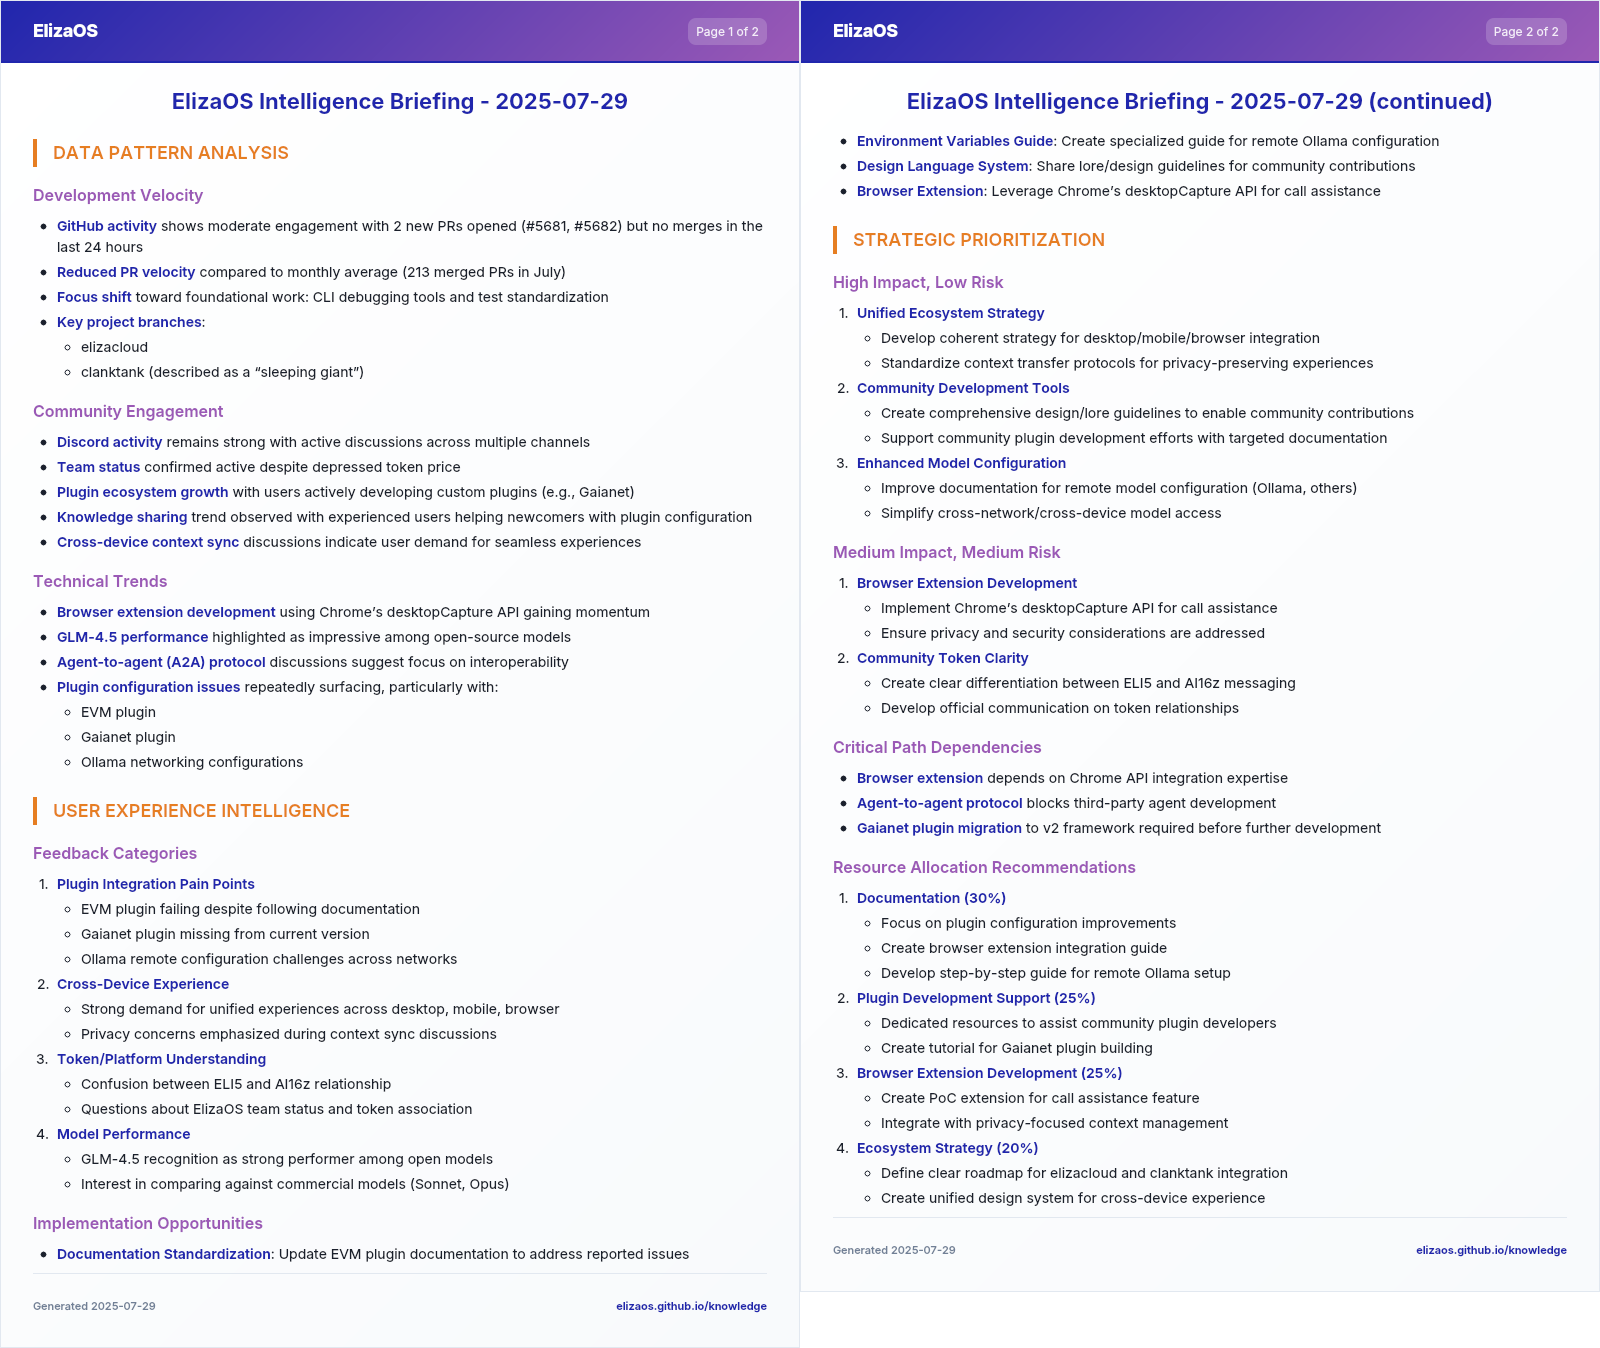 ElizaOS
Page 1 of 2
ElizaOS Intelligence Briefing - 2025-07-29
DATA PATTERN ANALYSIS
Development Velocity
• GitHub activity shows moderate engagement with 2 new PRs opened (#5681, #5682) but no merges in the
last 24 hours
• Reduced PR velocity compared to monthly average (213 merged PRs in July)
• Focus shift toward foundational work: CLI debugging tools and test standardization
• Key project branches:
◦ elizacloud
◦ clanktank (described as a “sleeping giant”)
Community Engagement
• Discord activity remains strong with active discussions across multiple channels
• Team status confirmed active despite depressed token price
• Plugin ecosystem growth with users actively developing custom plugins (e.g., Gaianet)
• Knowledge sharing trend observed with experienced users helping newcomers with plugin configuration
• Cross-device context sync discussions indicate user demand for seamless experiences
Technical Trends
• Browser extension development using Chrome’s desktopCapture API gaining momentum
• GLM-4.5 performance highlighted as impressive among open-source models
• Agent-to-agent (A2A) protocol discussions suggest focus on interoperability
• Plugin configuration issues repeatedly surfacing, particularly with:
◦ EVM plugin
◦ Gaianet plugin
◦ Ollama networking configurations
USER EXPERIENCE INTELLIGENCE
Feedback Categories
1. Plugin Integration Pain Points
◦ EVM plugin failing despite following documentation
◦ Gaianet plugin missing from current version
◦ Ollama remote configuration challenges across networks
2. Cross-Device Experience
◦ Strong demand for unified experiences across desktop, mobile, browser
◦ Privacy concerns emphasized during context sync discussions
3. Token/Platform Understanding
◦ Confusion between ELI5 and AI16z relationship
◦ Questions about ElizaOS team status and token association
4. Model Performance
◦ GLM-4.5 recognition as strong performer among open models
◦ Interest in comparing against commercial models (Sonnet, Opus)
Implementation Opportunities
• Documentation Standardization: Update EVM plugin documentation to address reported issues
Generated 2025-07-29
elizaos.github.io/knowledge
ElizaOS
Page 2 of 2
ElizaOS Intelligence Briefing - 2025-07-29 (continued)
• Environment Variables Guide: Create specialized guide for remote Ollama configuration
• Design Language System: Share lore/design guidelines for community contributions
• Browser Extension: Leverage Chrome’s desktopCapture API for call assistance
STRATEGIC PRIORITIZATION
High Impact, Low Risk
1. Unified Ecosystem Strategy
◦ Develop coherent strategy for desktop/mobile/browser integration
◦ Standardize context transfer protocols for privacy-preserving experiences
2. Community Development Tools
◦ Create comprehensive design/lore guidelines to enable community contributions
◦ Support community plugin development efforts with targeted documentation
3. Enhanced Model Configuration
◦ Improve documentation for remote model configuration (Ollama, others)
◦ Simplify cross-network/cross-device model access
Medium Impact, Medium Risk
1. Browser Extension Development
◦ Implement Chrome’s desktopCapture API for call assistance
◦ Ensure privacy and security considerations are addressed
2. Community Token Clarity
◦ Create clear differentiation between ELI5 and AI16z messaging
◦ Develop official communication on token relationships
Critical Path Dependencies
• Browser extension depends on Chrome API integration expertise
• Agent-to-agent protocol blocks third-party agent development
• Gaianet plugin migration to v2 framework required before further development
Resource Allocation Recommendations
1. Documentation (30%)
◦ Focus on plugin configuration improvements
◦ Create browser extension integration guide
◦ Develop step-by-step guide for remote Ollama setup
2. Plugin Development Support (25%)
◦ Dedicated resources to assist community plugin developers
◦ Create tutorial for Gaianet plugin building
3. Browser Extension Development (25%)
◦ Create PoC extension for call assistance feature
◦ Integrate with privacy-focused context management
4. Ecosystem Strategy (20%)
◦ Define clear roadmap for elizacloud and clanktank integration
◦ Create unified design system for cross-device experience
Generated 2025-07-29
elizaos.github.io/knowledge